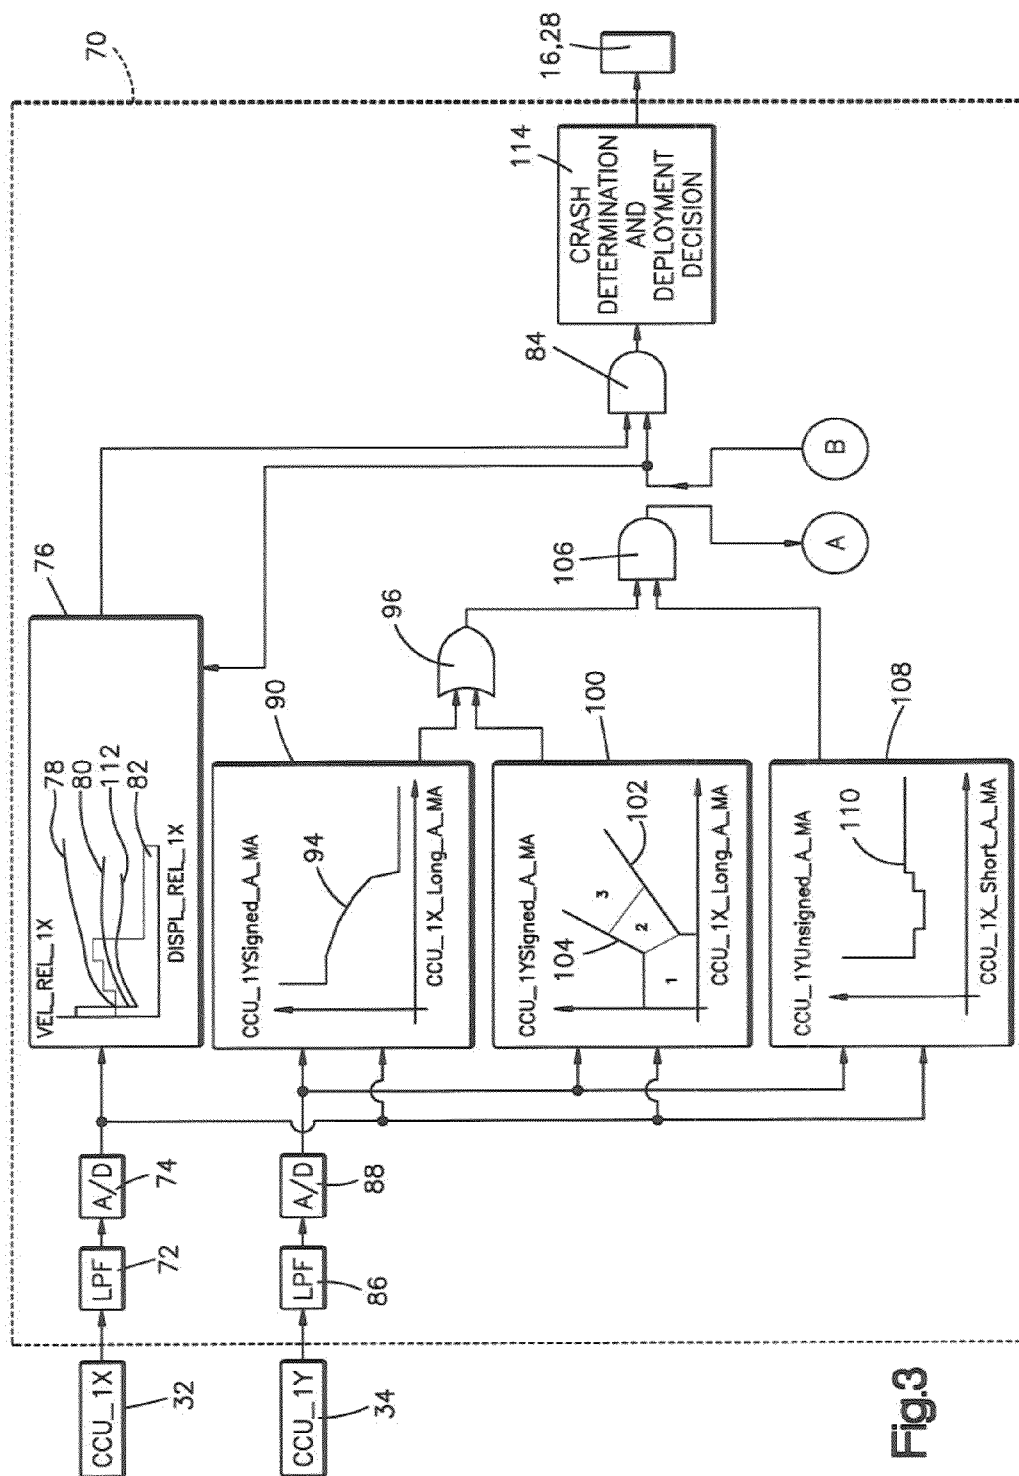 70
CCU_1X
32
LPF
72
A/D
74
VEL_REL_1X
78
80
112
82
DISPL_REL_1X
76
CCU_1Y
34
LPF
86
A/D
88
CCU_1YSigned_A_MA
94
CCU_1X_Long_A_MA
90
96
CCU_1YSigned_A_MA
104
3
2
1
102
CCU_1X_Long_A_MA
100
CCU_1YUnsigned_A_MA
110
CCU_1X_Short_A_MA
108
106
A
B
84
CRASH
DETERMINATION
AND
DEPLOYMENT
DECISION
114
16,28
Fig.3